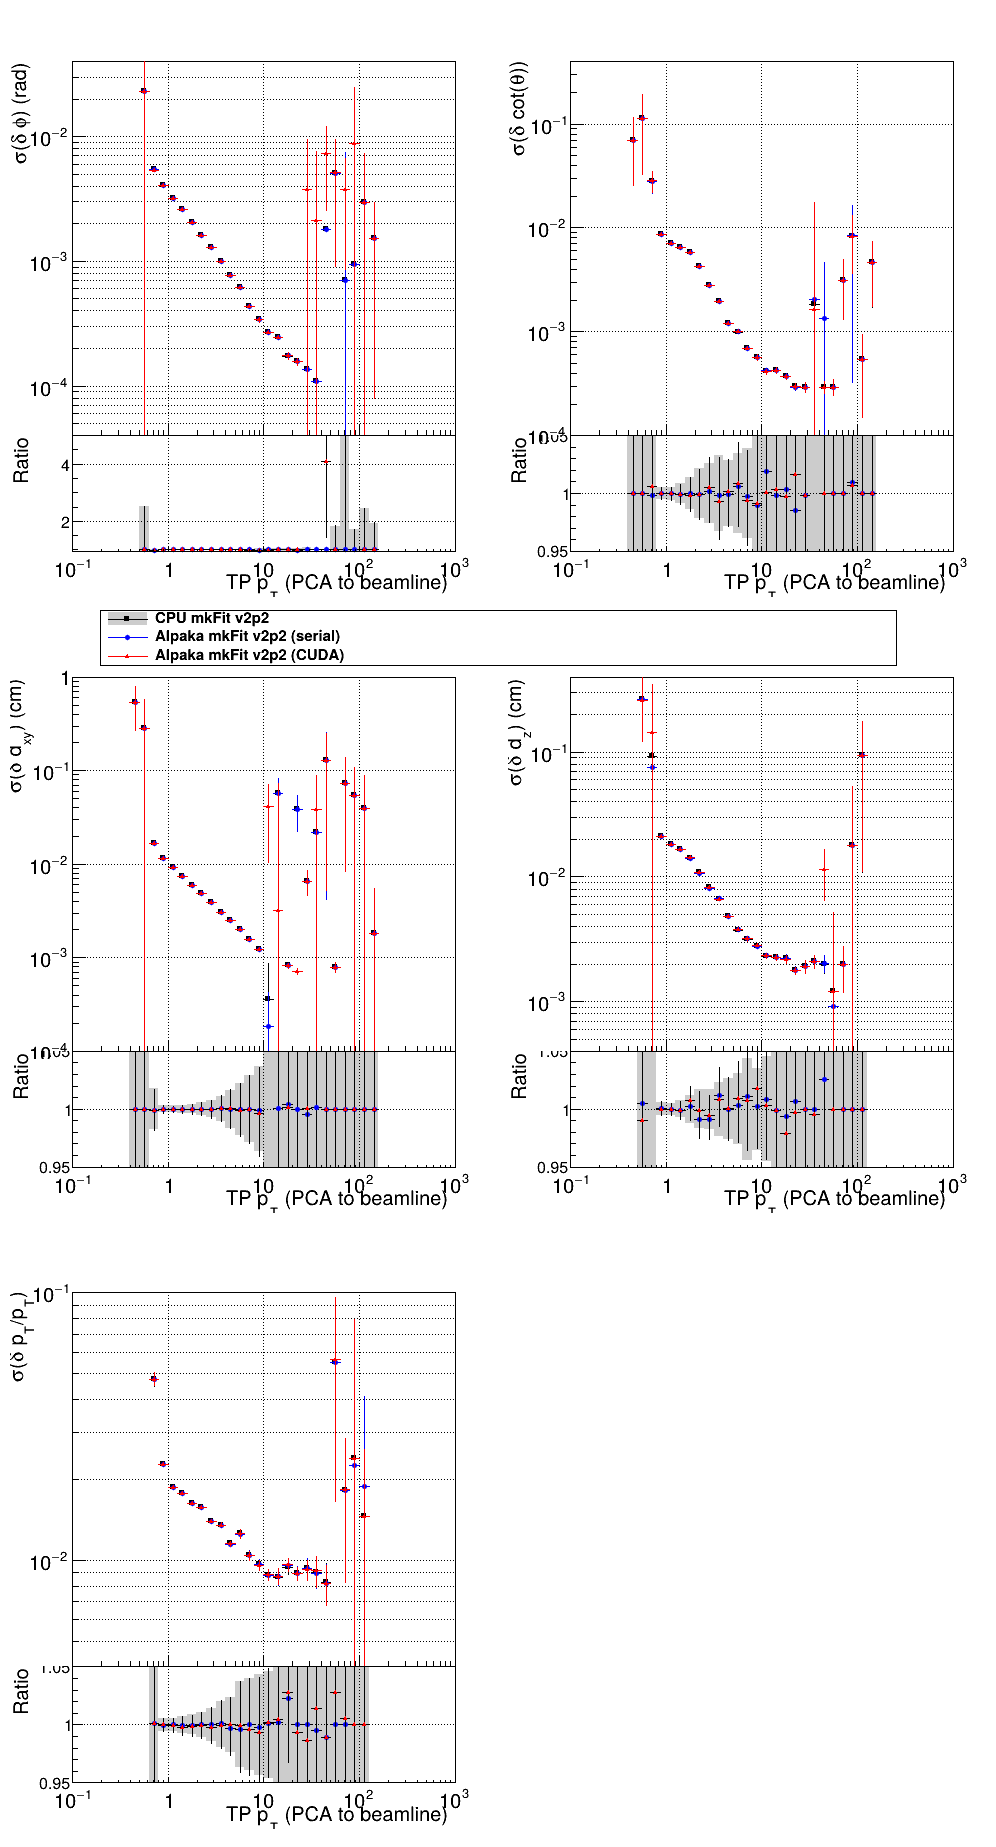 σ(δ φ) (rad)
10⁻²
10⁻³
10⁻⁴
Ratio
4
2
10⁻¹ 1 10 10² 10³
TP p_T (PCA to beamline)
σ(δ cot(θ))
10⁻¹
10⁻²
10⁻³
10⁻⁴
Ratio
1.05
1
0.95
10⁻¹ 1 10 10² 10³
TP p_T (PCA to beamline)
CPU mkFit v2p2
Alpaka mkFit v2p2 (serial)
Alpaka mkFit v2p2 (CUDA)
σ(δ d_xy) (cm)
1
10⁻¹
10⁻²
10⁻³
10⁻⁴
Ratio
1.05
1
0.95
10⁻¹ 1 10 10² 10³
TP p_T (PCA to beamline)
σ(δ d_z) (cm)
10⁻¹
10⁻²
10⁻³
Ratio
1.05
1
0.95
10⁻¹ 1 10 10² 10³
TP p_T (PCA to beamline)
σ(δ p_T/p_T)
10⁻¹
10⁻²
Ratio
1.05
1
0.95
10⁻¹ 1 10 10² 10³
TP p_T (PCA to beamline)